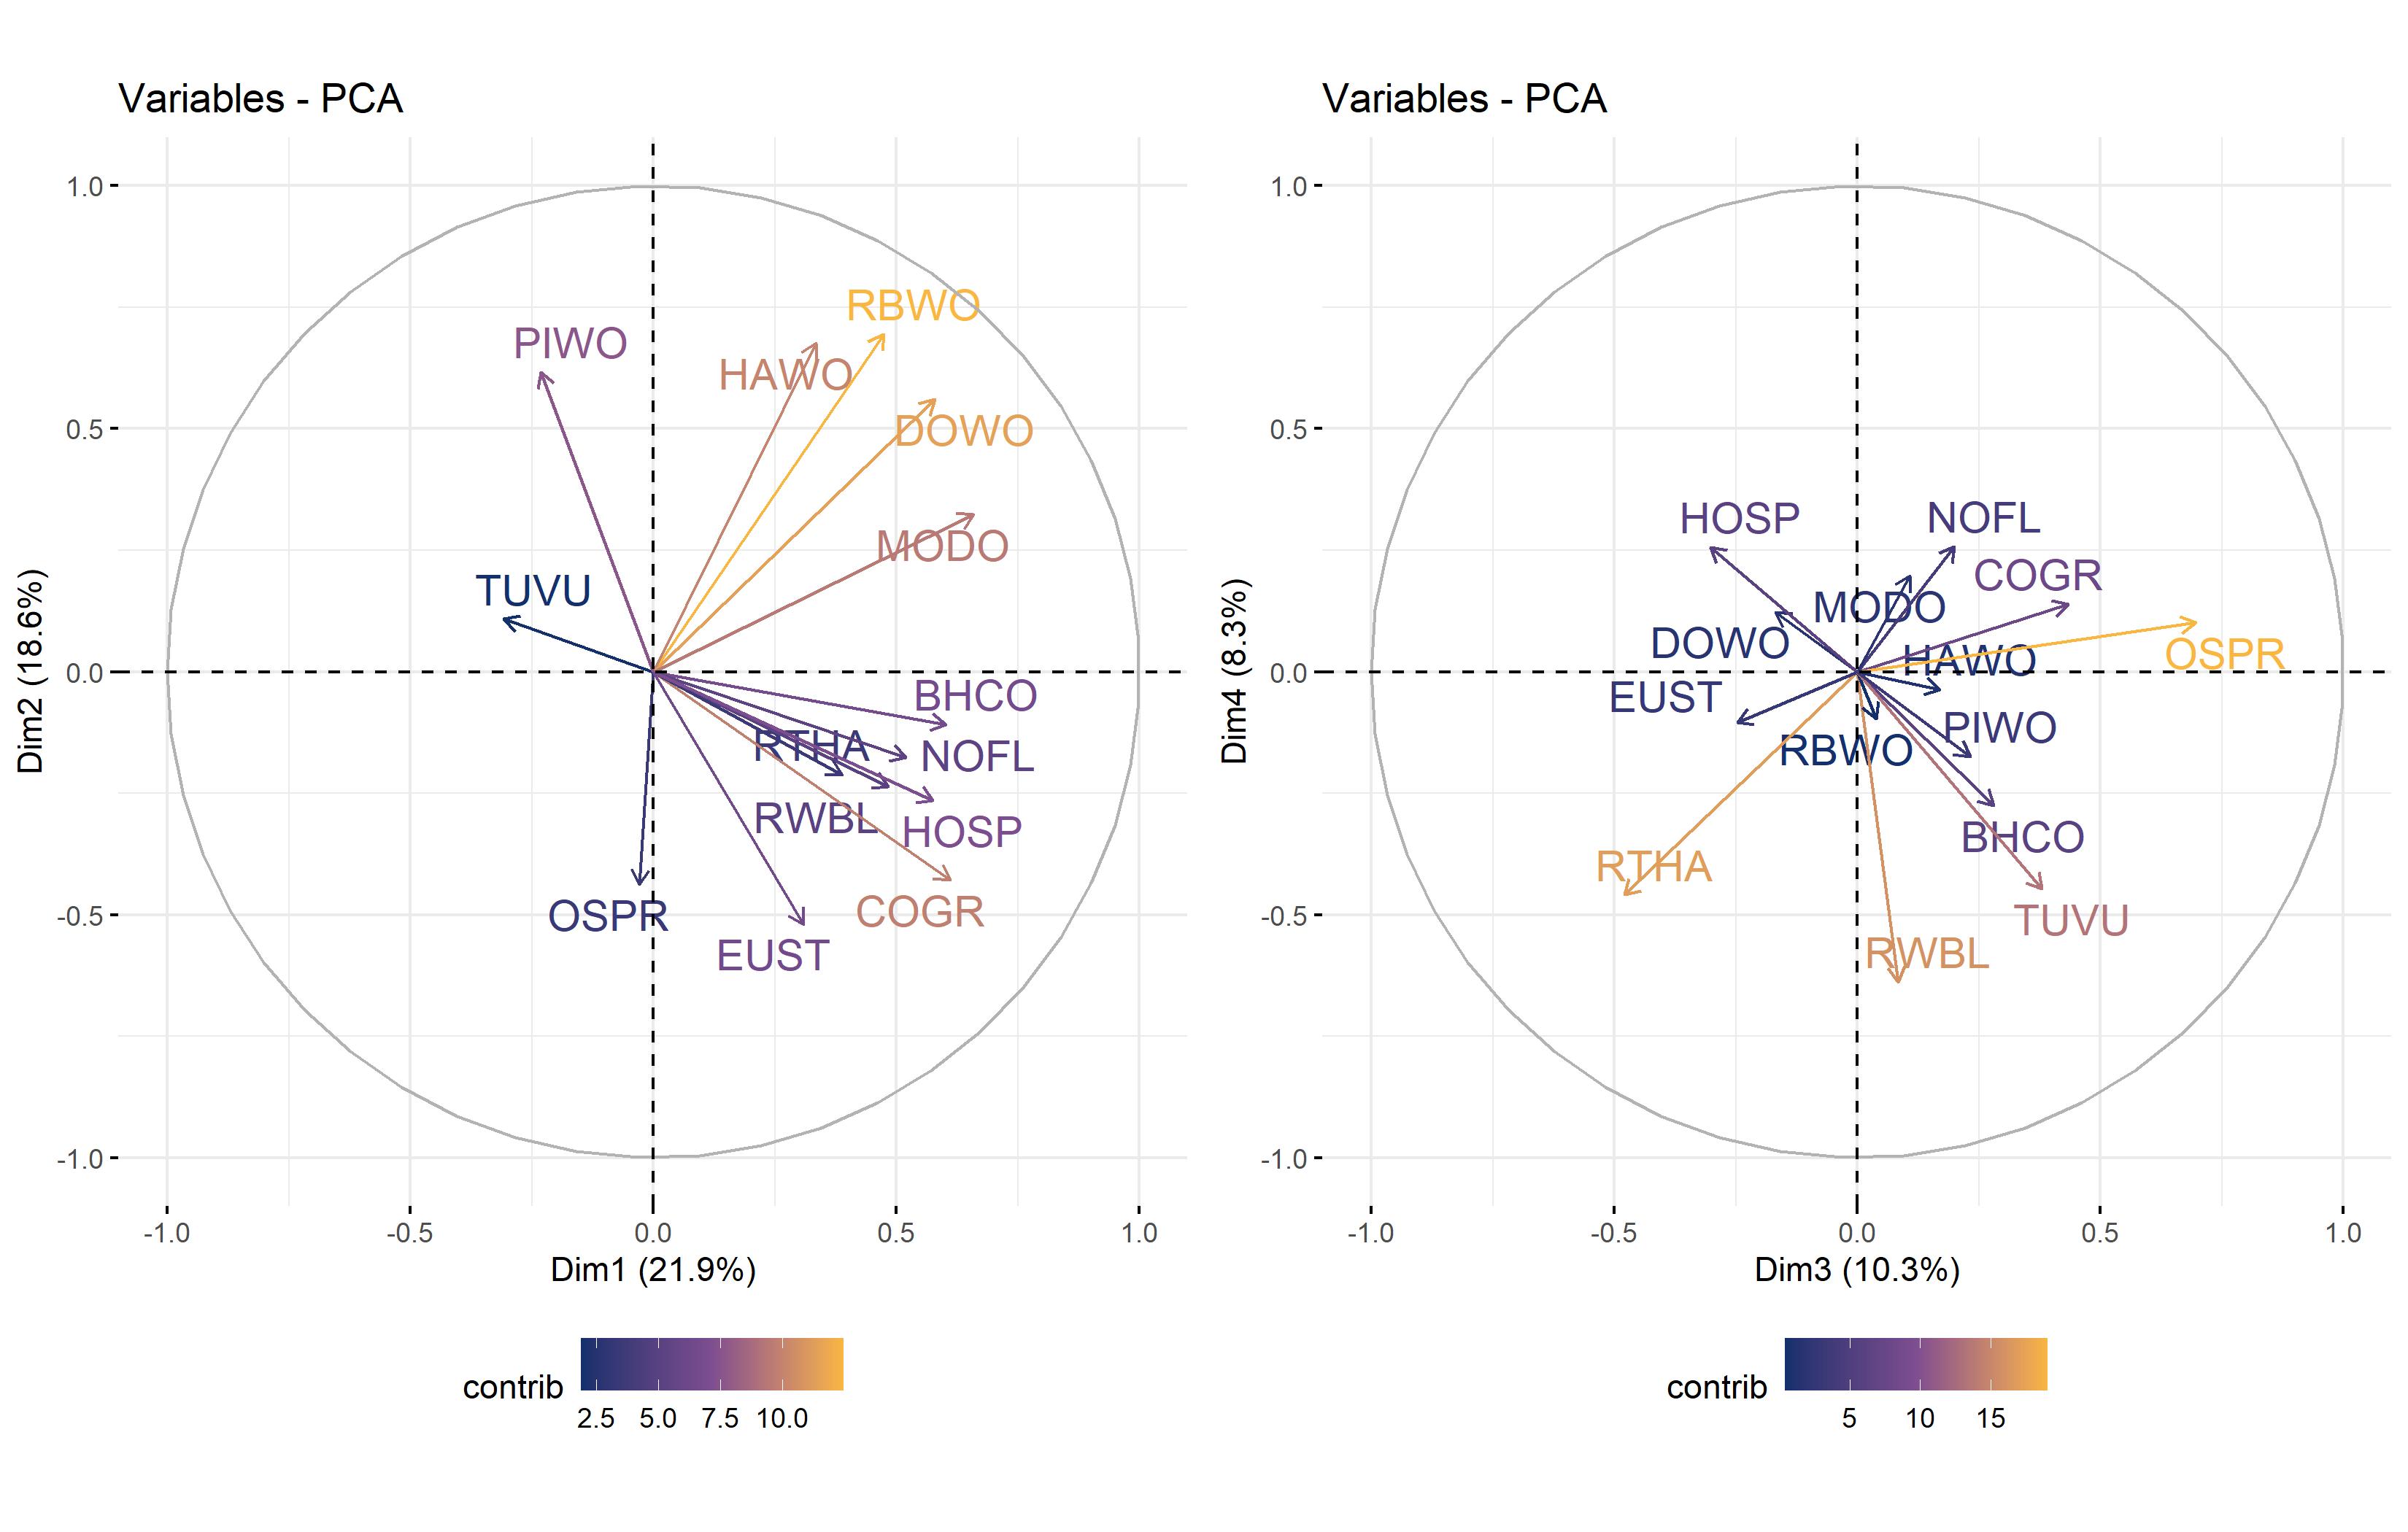 Variables - PCA
1.0
0.5
0.0
-0.5
-1.0
Dim2 (18.6%)
RBWO
PIWO
HAWO
DOWO
MODO
TUVU
BHCO
RTHA
NOFL
RWBL
HOSP
OSPR
COGR
EUST
-1.0
-0.5
0.0
0.5
1.0
Dim1 (21.9%)
contrib
2.5 5.0 7.5 10.0
Variables - PCA
1.0
0.5
0.0
-0.5
-1.0
Dim4 (8.3%)
HOSP
NOFL
COGR
MODO
DOWO
HAWO
OSPR
EUST
PIWO
RBWO
BHCO
RTHA
TUVU
RWBL
-1.0
-0.5
0.0
0.5
1.0
Dim3 (10.3%)
contrib
5 10 15